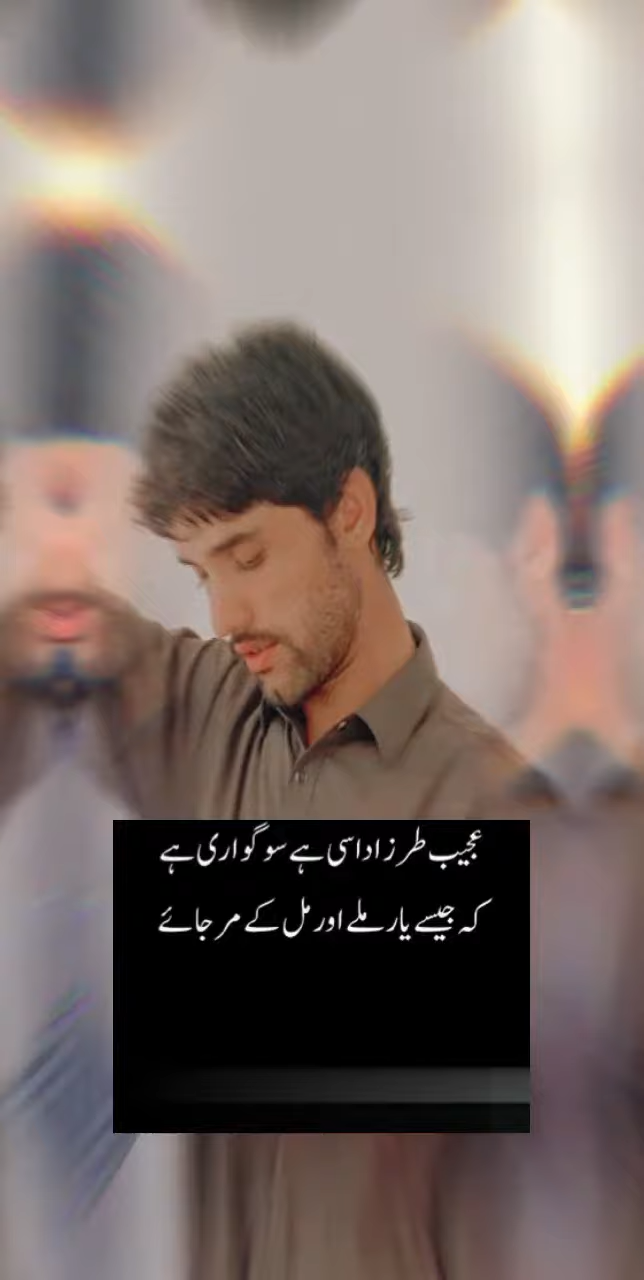 عجیب طرز اداسی ہے سوگواری ہے
کہ جیسے یار ملے اور مل کے مر جائے